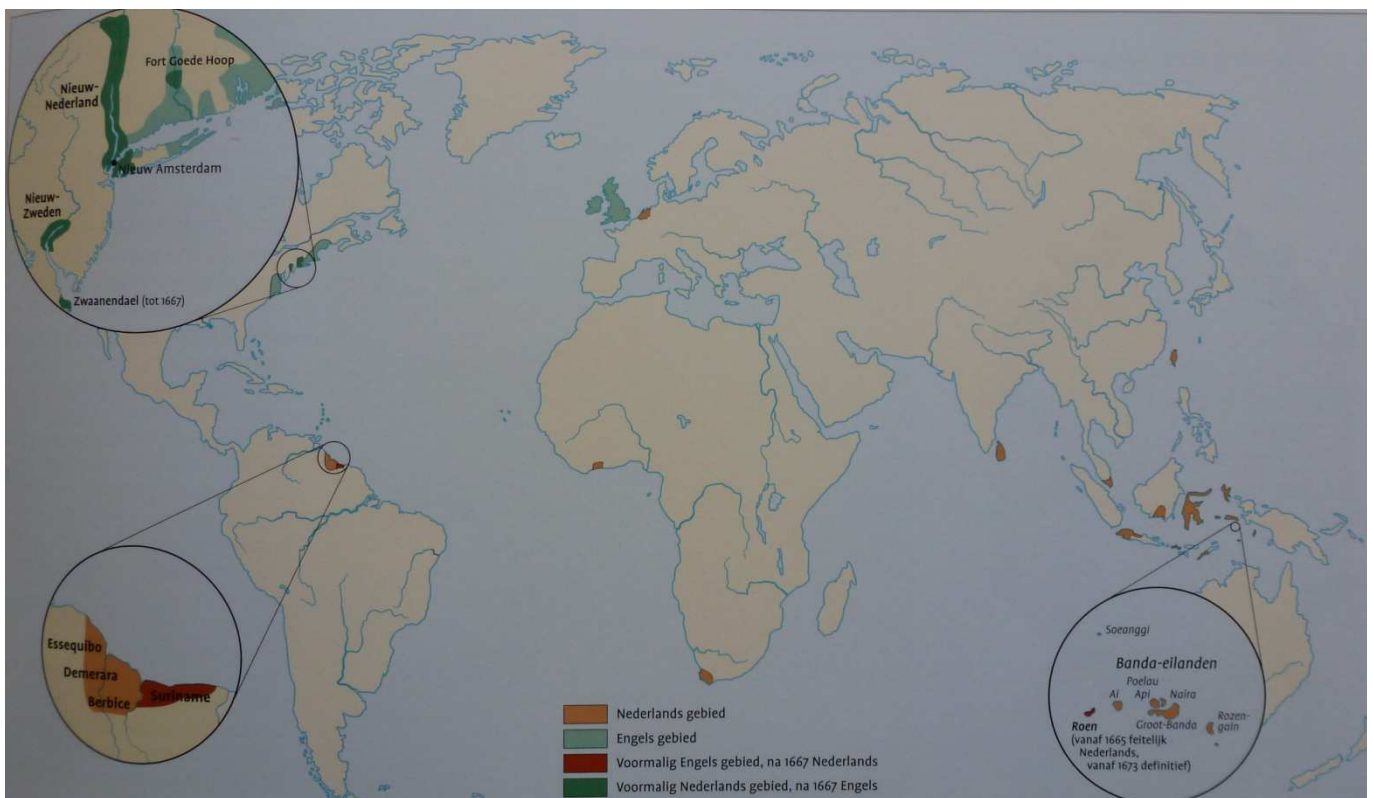 Fort Goede Hoop
Nieuw-
Nederland
Nieuw Amsterdam
Nieuw-
Zweden
Zwaanendael (tot 1667)
Essequibo
Demerara
Berbice
Suriname
Soeanggi
Banda-eilanden
Poelau
Ai
Api
Naira
Roen
Groot-Banda
Rozen-
gain
(vanaf 1665 feitelijk
Nederlands,
vanaf 1673 definitief)
Nederlands gebied
Engels gebied
Voormalig Engels gebied, na 1667 Nederlands
Voormalig Nederlands gebied, na 1667 Engels